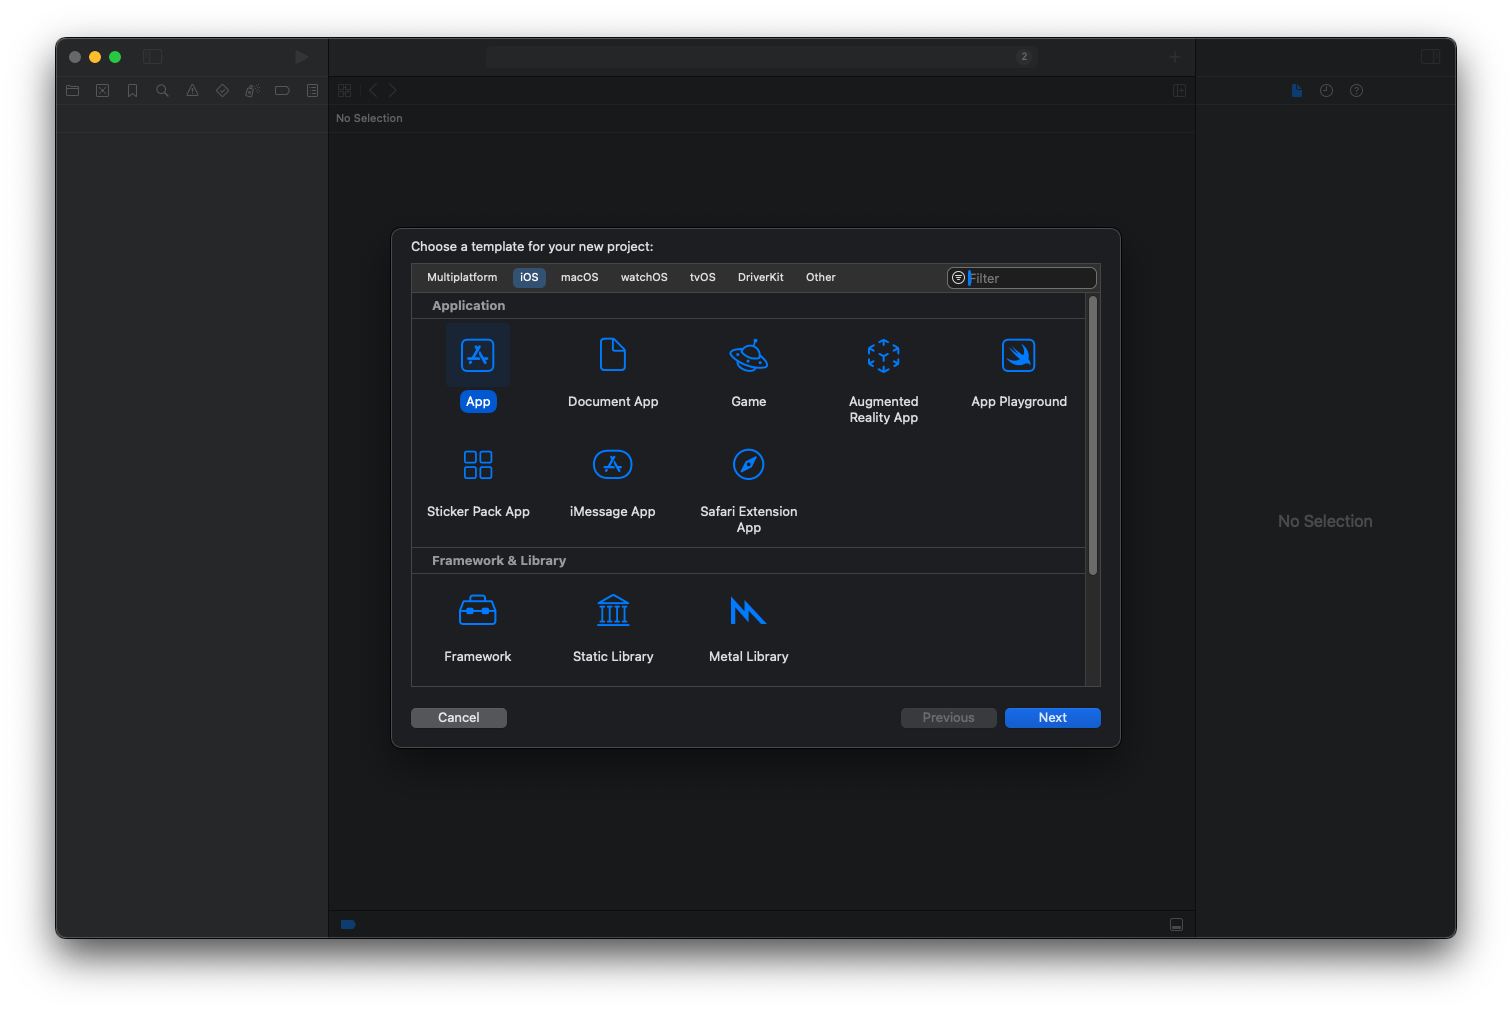 2
No Selection
Choose a template for your new project:
Multiplatform iOS macOS watchOS tvOS DriverKit Other Filter
Application
App Document App Game Augmented Reality App App Playground
Sticker Pack App iMessage App Safari Extension App
Framework & Library
Framework Static Library Metal Library
Cancel Previous Next
No Selection